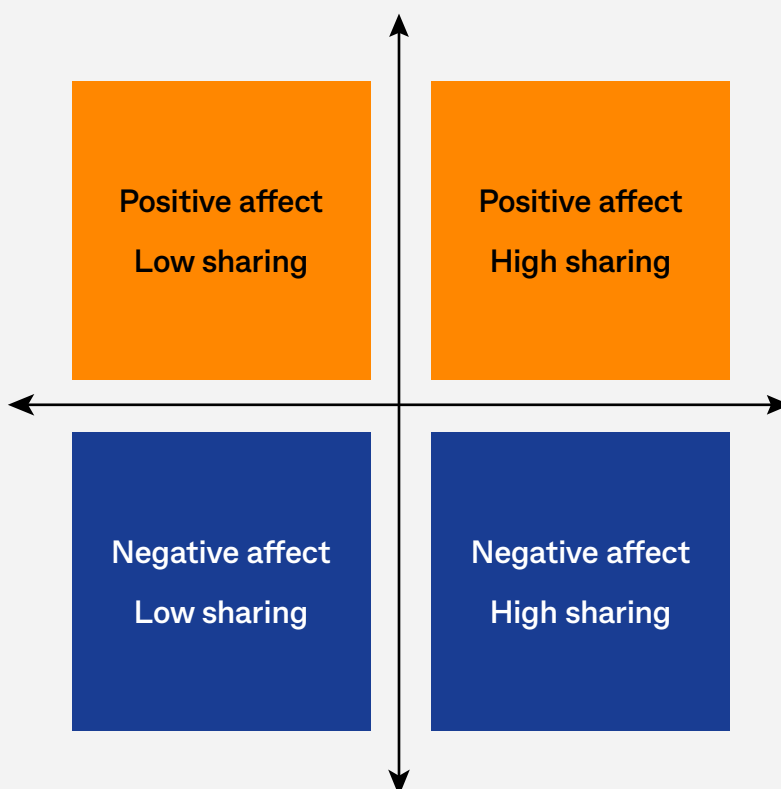 Positive affect
Low sharing
Positive affect
High sharing
Negative affect
Low sharing
Negative affect
High sharing